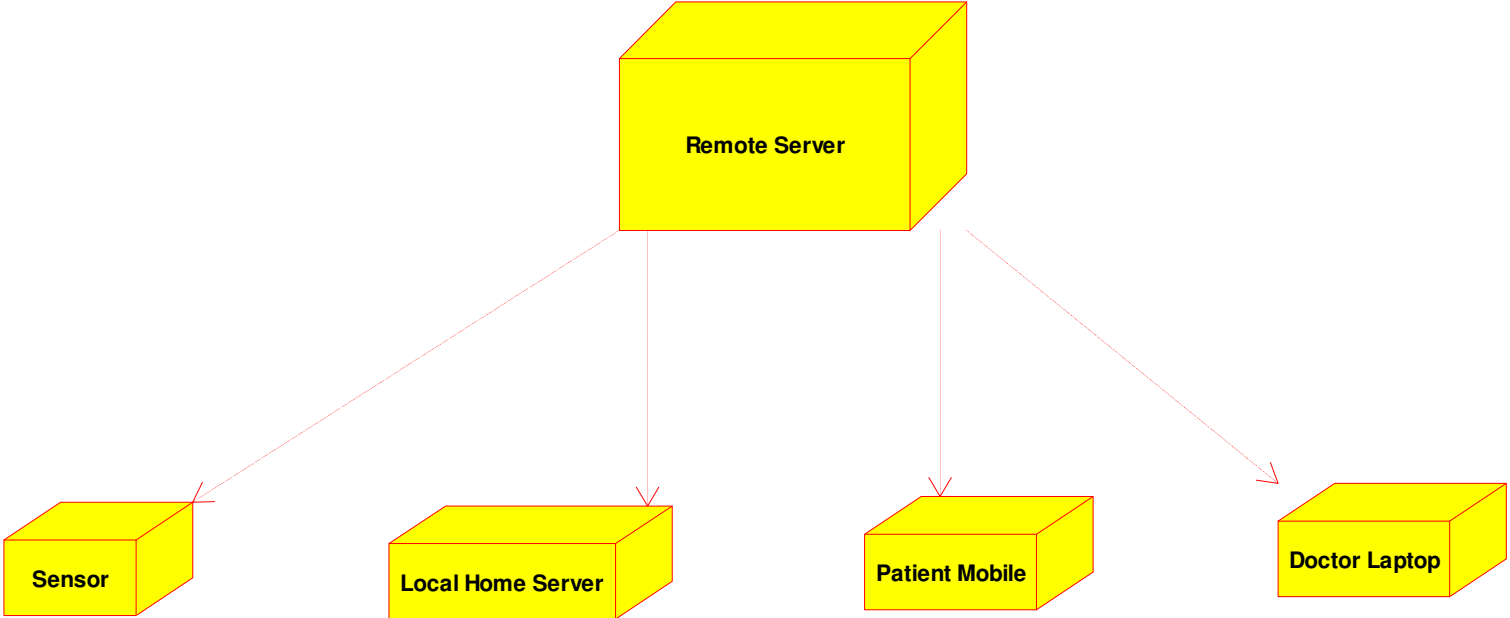 Remote Server
Sensor
Local Home Server
Patient Mobile
Doctor Laptop